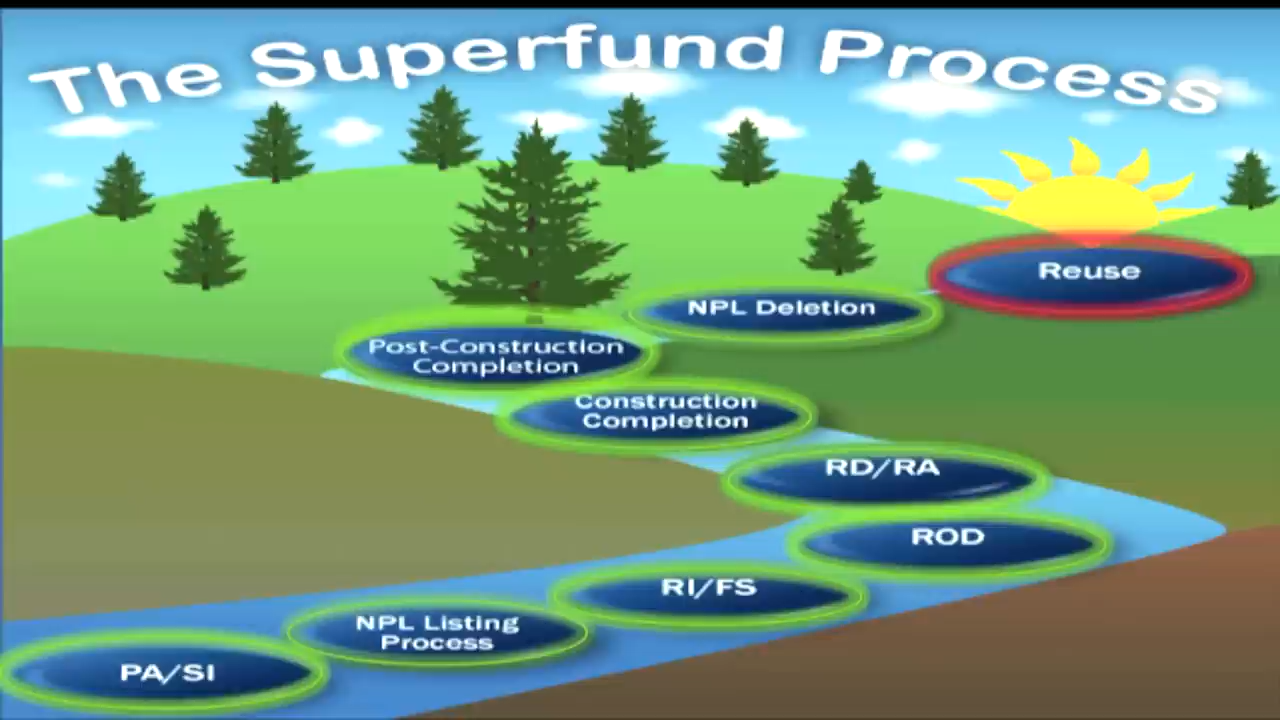 The Superfund Process
Reuse
NPL Deletion
Post-Construction
Completion
Construction
Completion
RD/RA
ROD
RI/FS
NPL Listing
Process
PA/SI